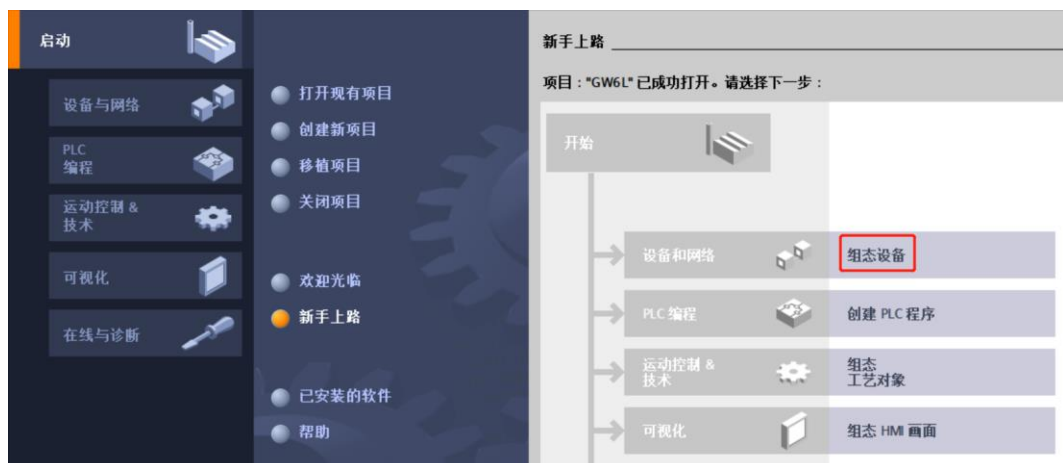 启动
设备与网络
PLC
编程
运动控制 &
技术
可视化
在线与诊断
打开现有项目
创建新项目
移植项目
关闭项目
欢迎光临
新手上路
已安装的软件
帮助
新手上路
项目："GW6L" 已成功打开。请选择下一步：
开始
设备和网络
组态设备
PLC 编程
创建 PLC 程序
运动控制 &
技术
组态
工艺对象
可视化
组态 HMI 画面